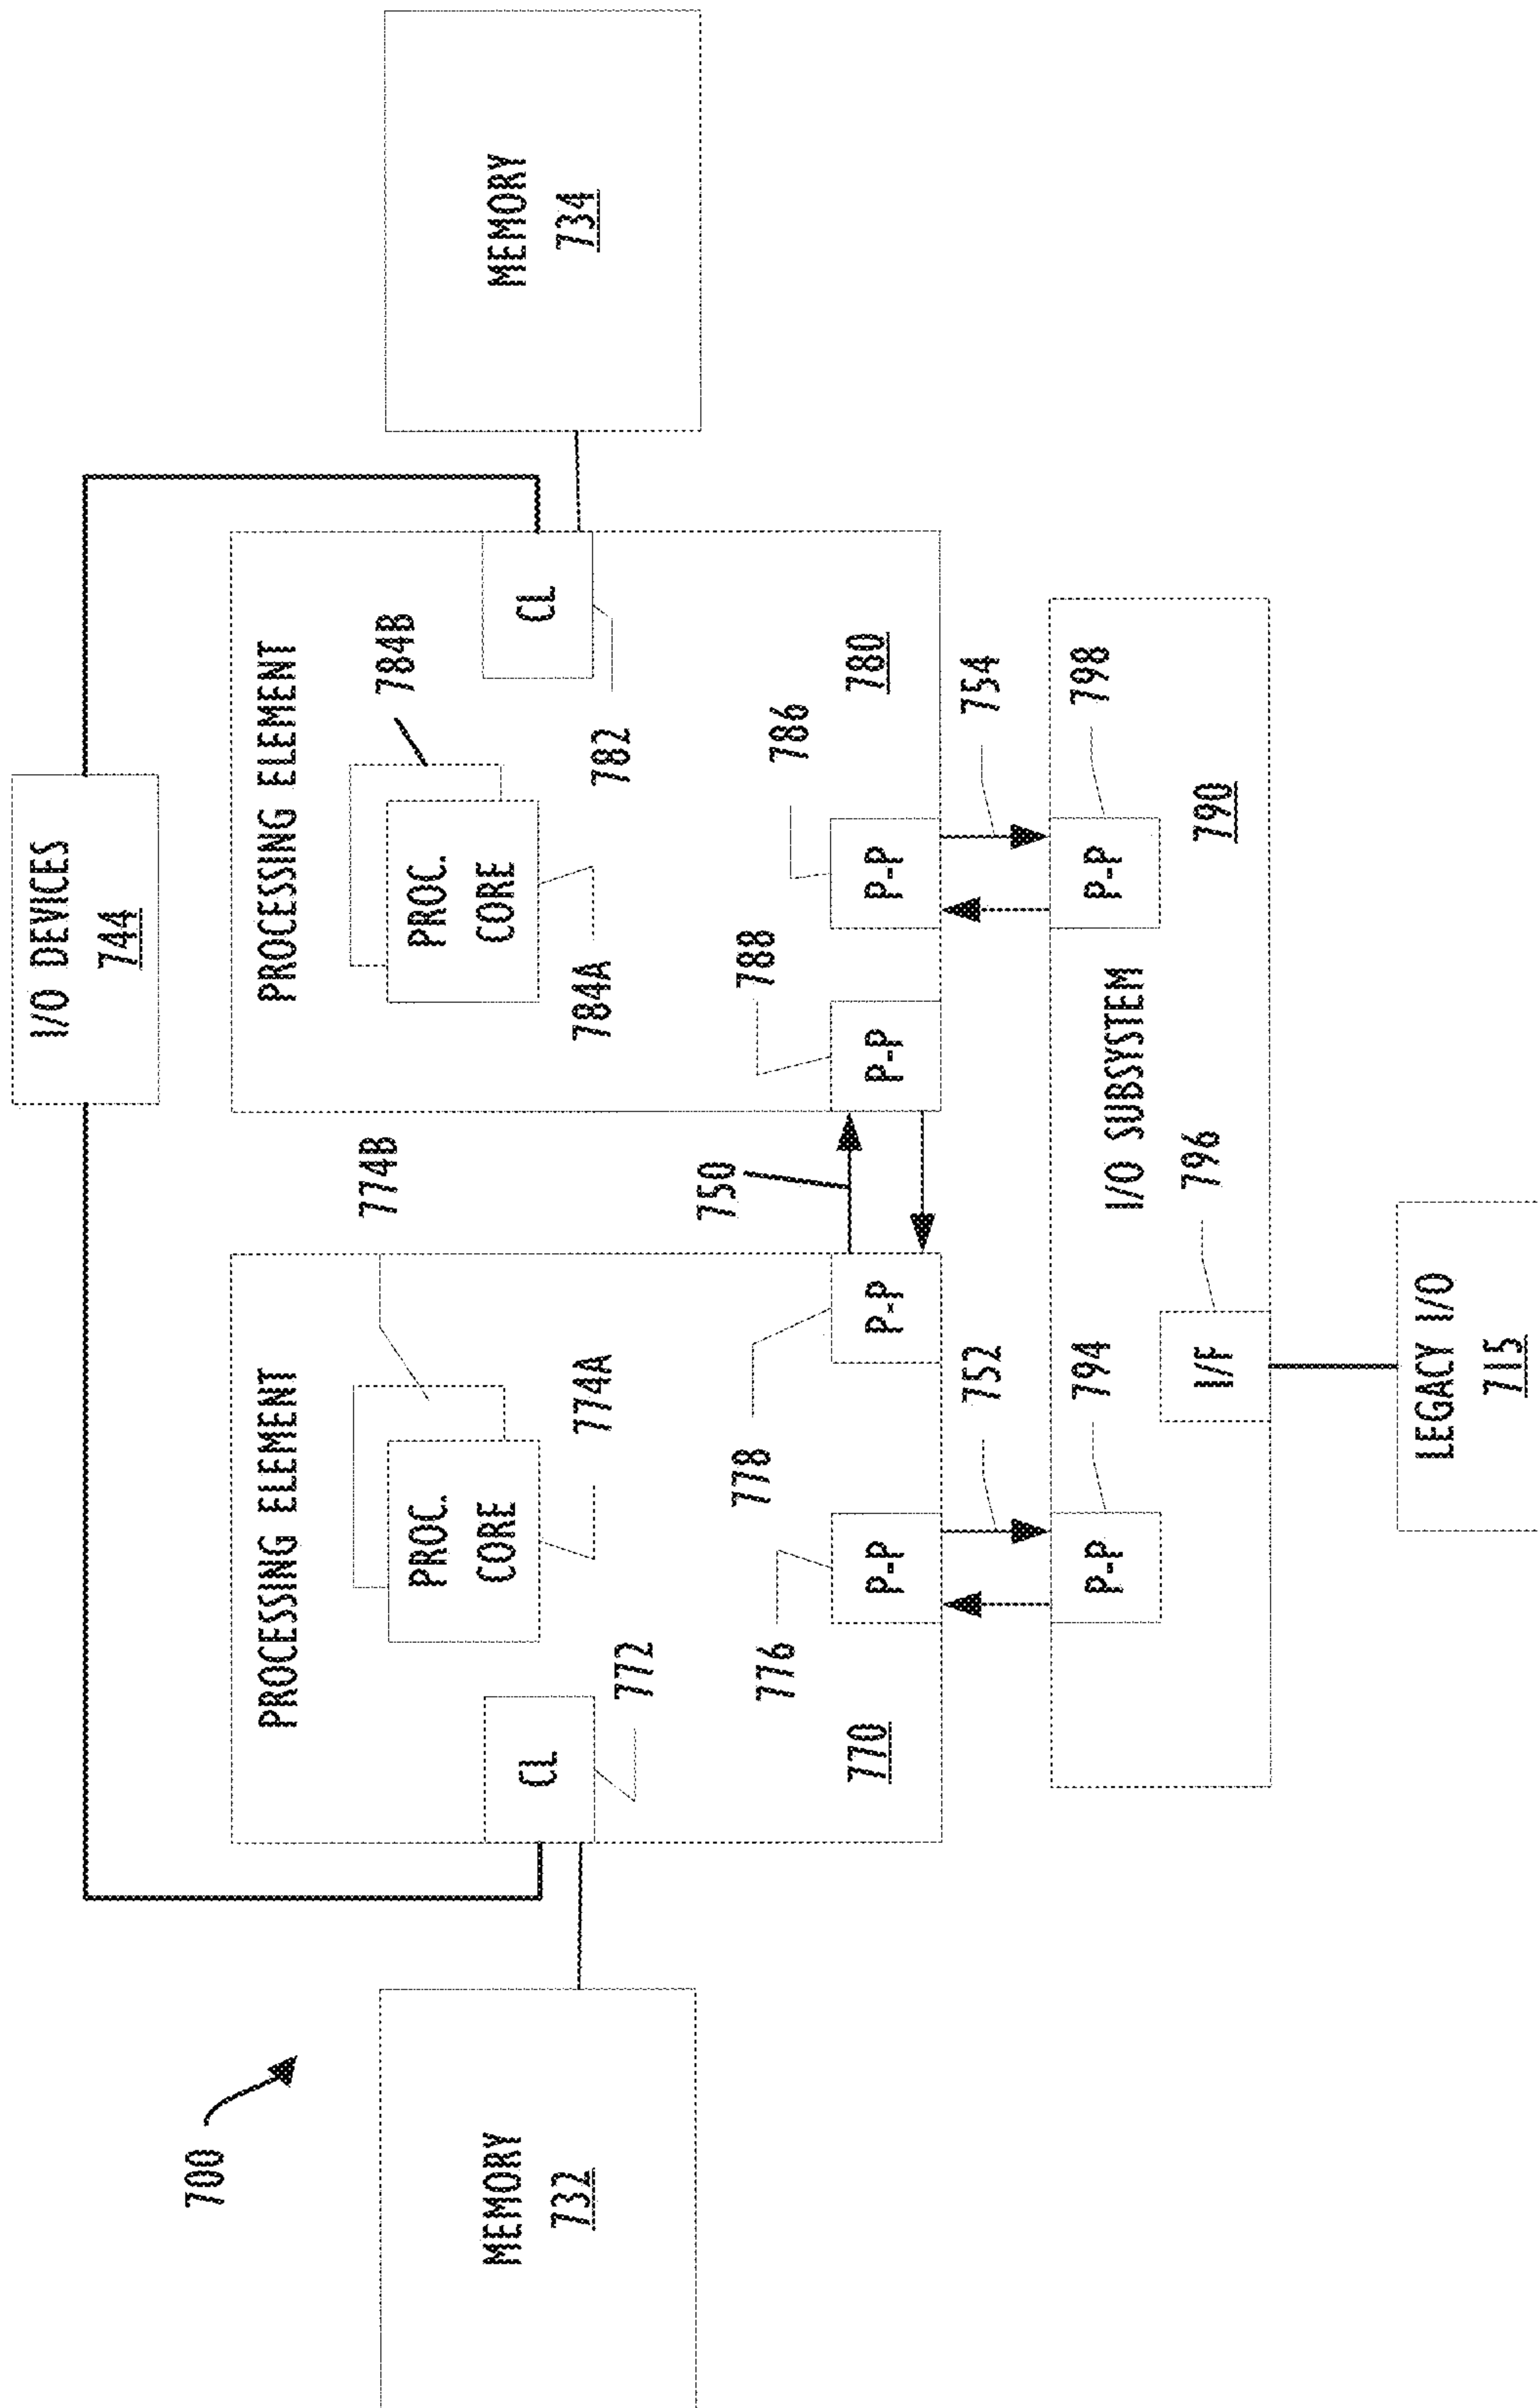 700
I/O DEVICES
744
MEMORY
732
PROCESSING ELEMENT
774B
PROC.
CORE
774A
CL
772
776
778
P-P
P-P
770
750
PROCESSING ELEMENT
784B
PROC.
CORE
784A
CL
782
788
786
P-P
P-P
780
MEMORY
734
752
754
794
798
P-P
P-P
I/O SUBSYSTEM
796
790
I/F
LEGACY I/O
715